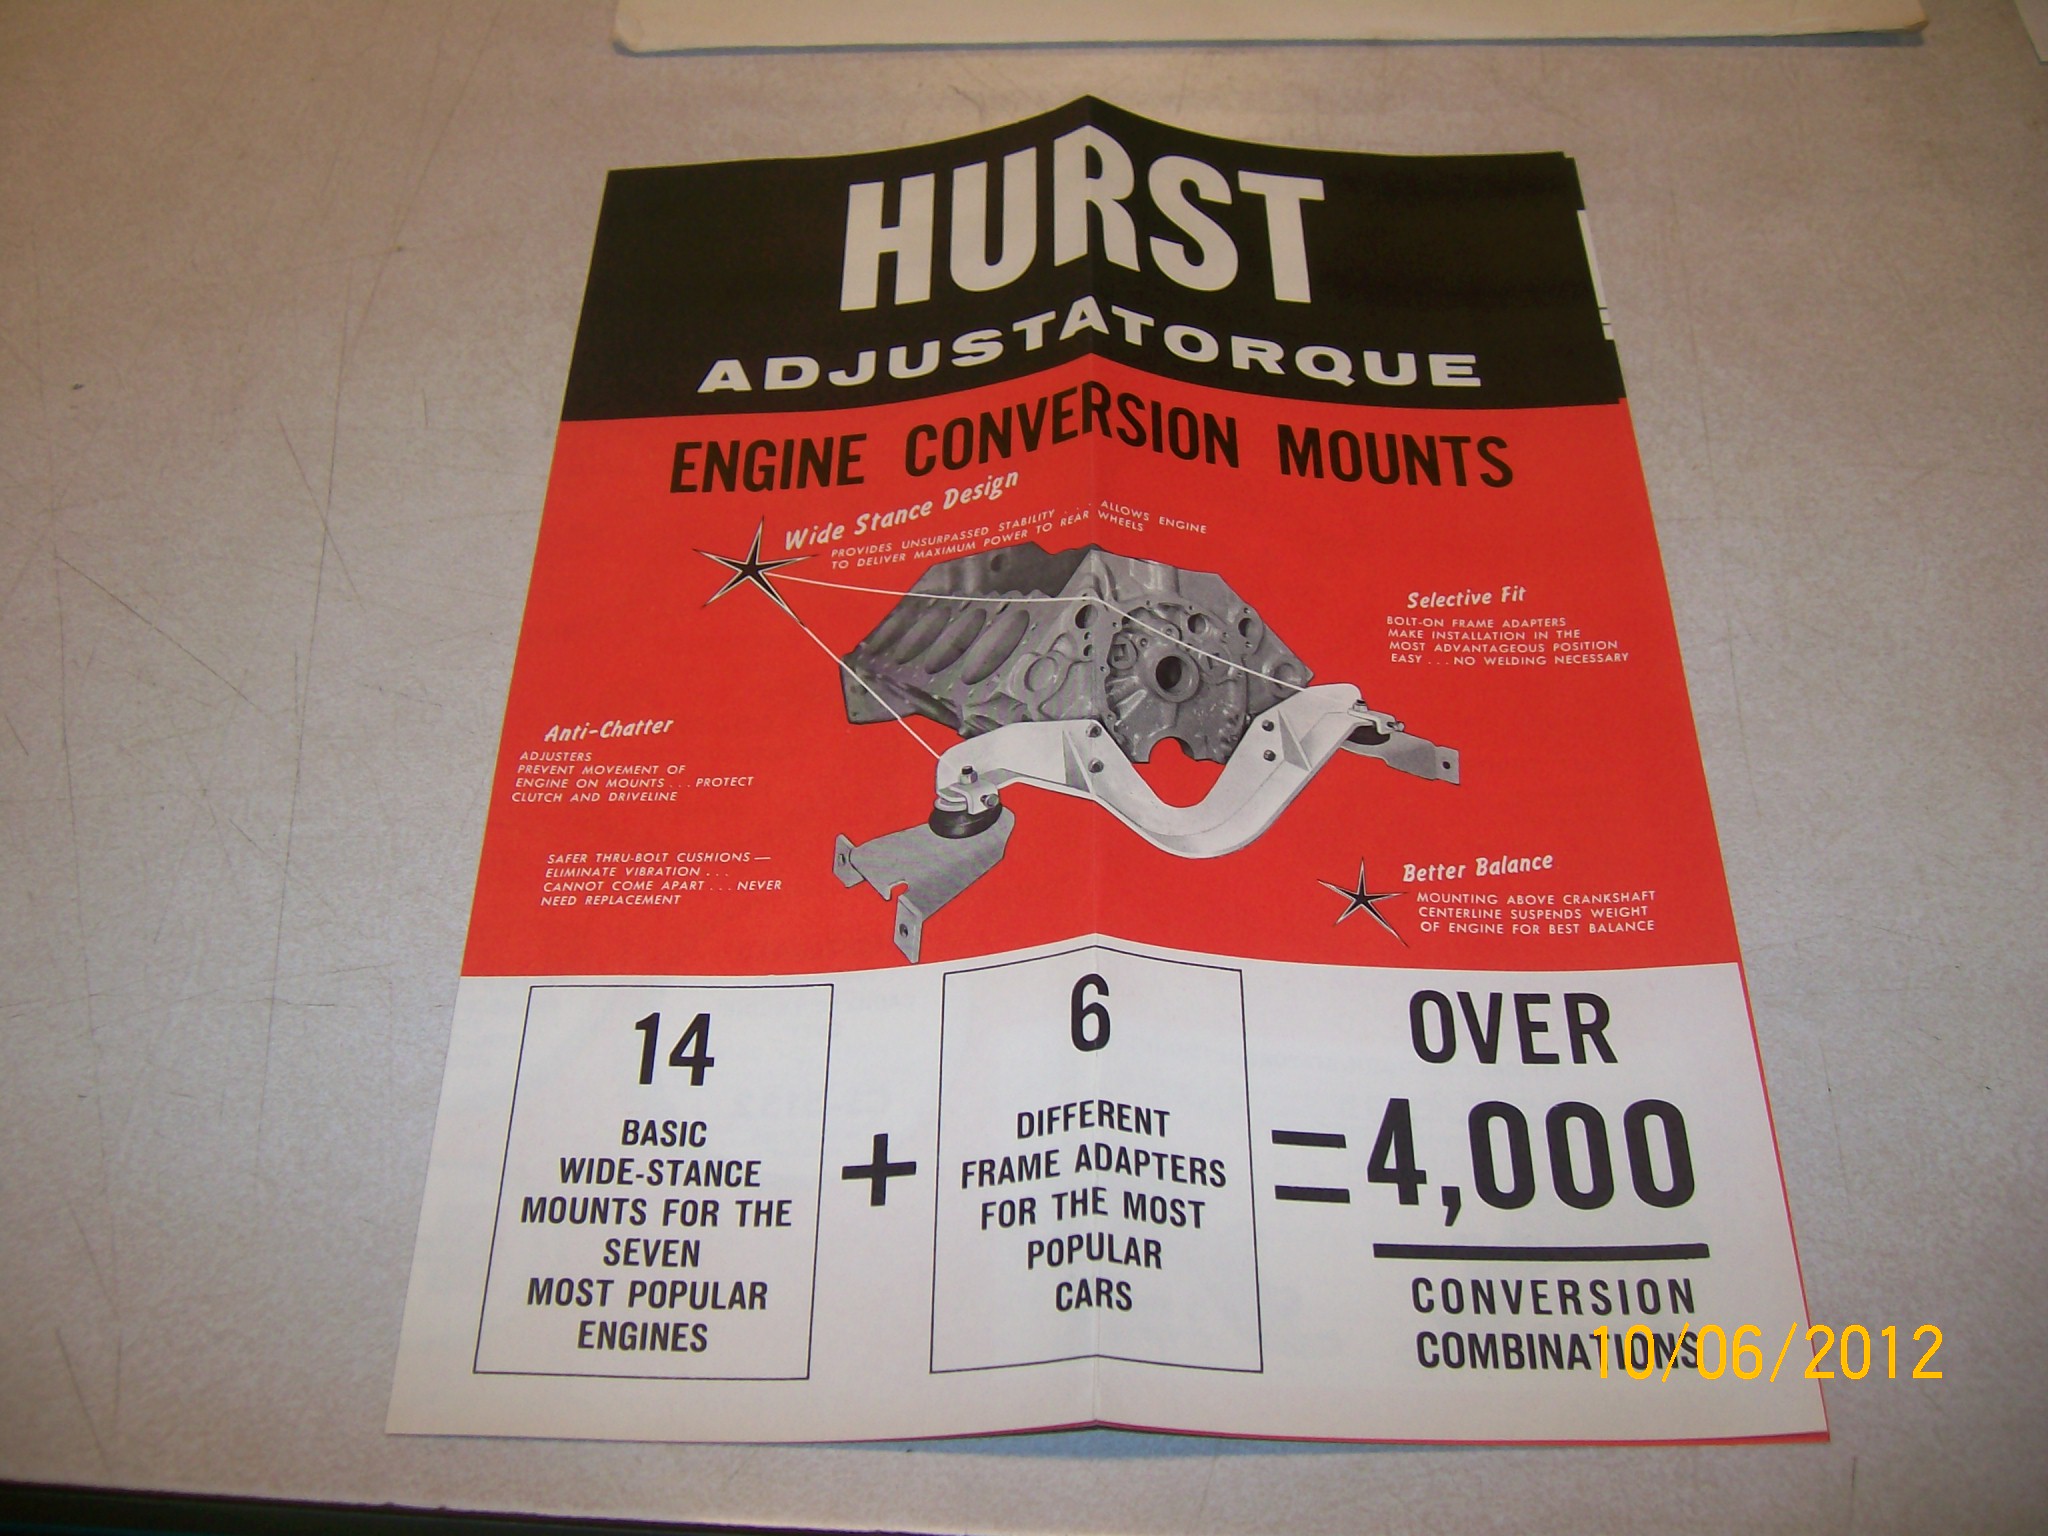 HURST
ADJUSTATORQUE
ENGINE CONVERSION MOUNTS
Wide Stance Design
PROVIDES UNSURPASSED STABILITY . . . ALLOWS ENGINE
TO DELIVER MAXIMUM POWER TO REAR WHEELS
Selective Fit
BOLT-ON FRAME ADAPTERS
MAKE INSTALLATION IN THE
MOST ADVANTAGEOUS POSITION
EASY . . . NO WELDING NECESSARY
Anti-Chatter
ADJUSTERS
PREVENT MOVEMENT OF
ENGINE ON MOUNTS . . . PROTECT
CLUTCH AND DRIVELINE
SAFER THRU-BOLT CUSHIONS —
ELIMINATE VIBRATION . . .
CANNOT COME APART . . . NEVER
NEED REPLACEMENT
Better Balance
MOUNTING ABOVE CRANKSHAFT
CENTERLINE SUSPENDS WEIGHT
OF ENGINE FOR BEST BALANCE
14
BASIC
WIDE-STANCE
MOUNTS FOR THE
SEVEN
MOST POPULAR
ENGINES
+
6
DIFFERENT
FRAME ADAPTERS
FOR THE MOST
POPULAR
CARS
=
OVER
4,000
CONVERSION
COMBINATIONS
10/06/2012